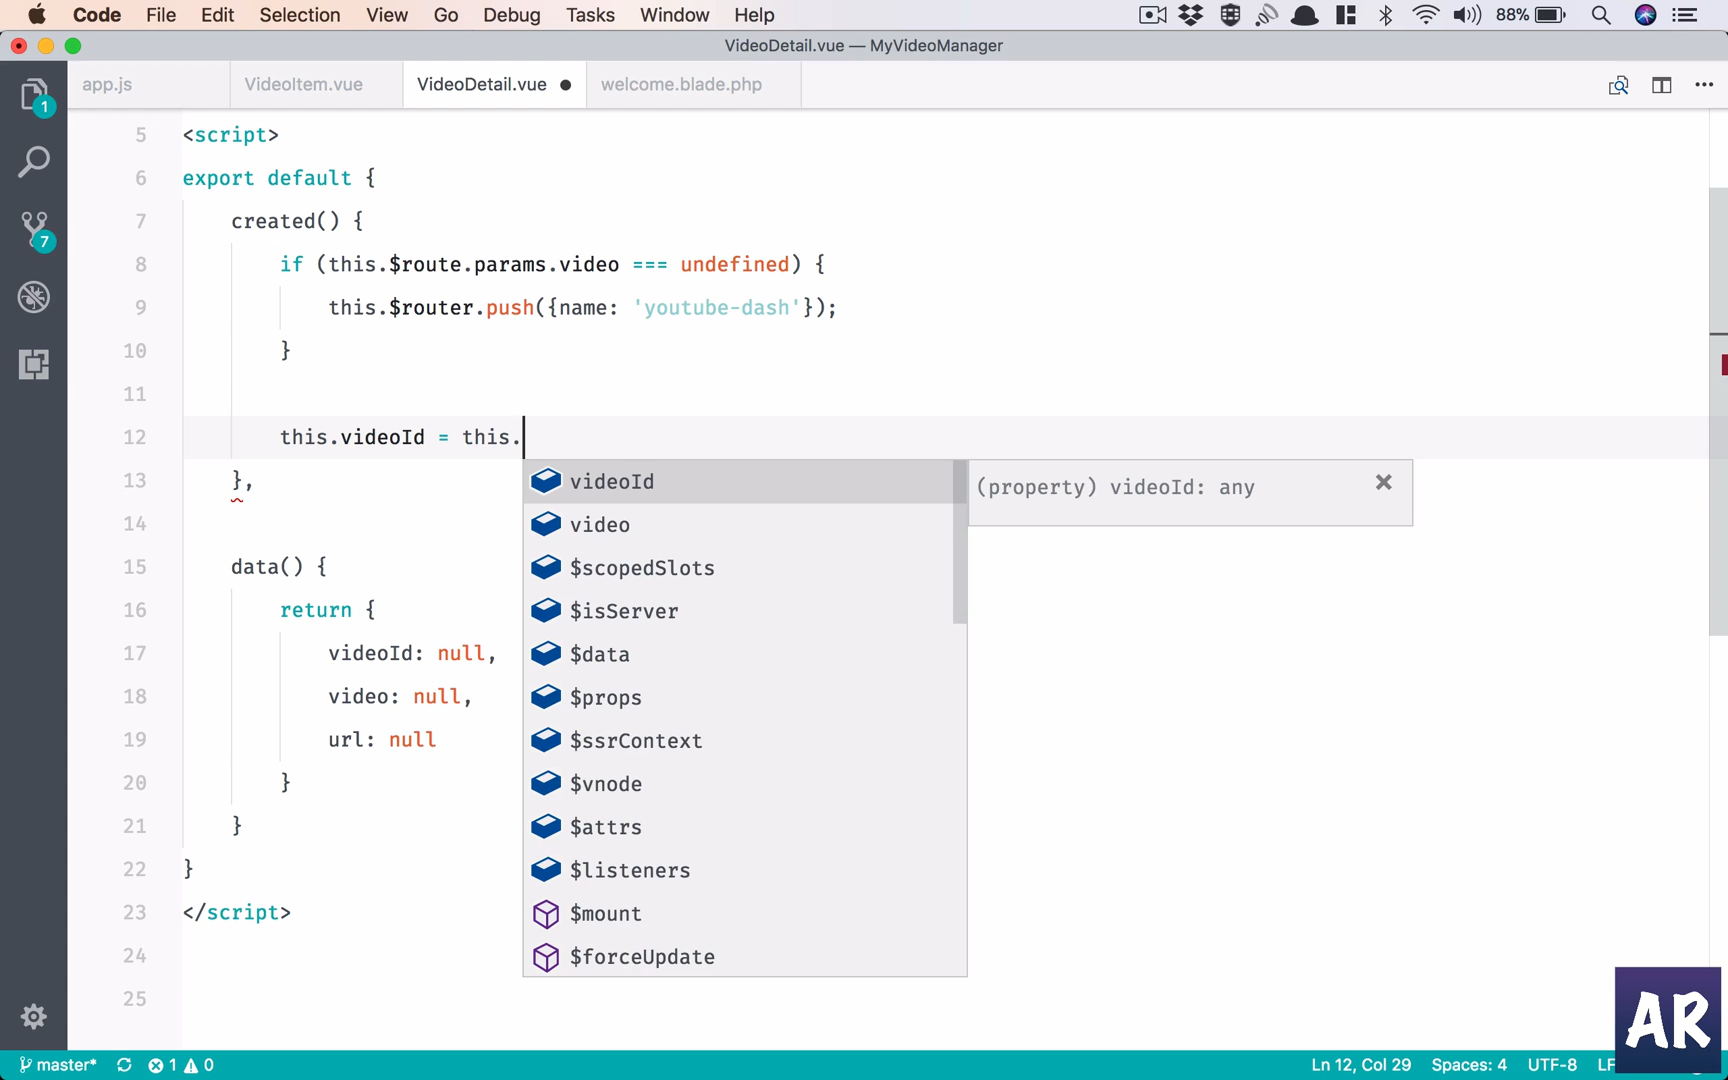 Code File Edit Selection View Go Debug Tasks Window Help 88%
VideoDetail.vue — MyVideoManager
app.js VideoItem.vue VideoDetail.vue welcome.blade.php
1
7
5 <script>
6 export default {
7 created() {
8 if (this.$route.params.video === undefined) {
9 this.$router.push({name: 'youtube-dash'});
10 }
11
12 this.videoId = this.
13 },
14
15 data() {
16 return {
17 videoId: null,
18 video: null,
19 url: null
20 }
21 }
22 }
23 </script>
24
25
videoId
(property) videoId: any
video
$scopedSlots
$isServer
$data
$props
$ssrContext
$vnode
$attrs
$listeners
$mount
$forceUpdate
AR
master* 1 0 Ln 12, Col 29 Spaces: 4 UTF-8 LF